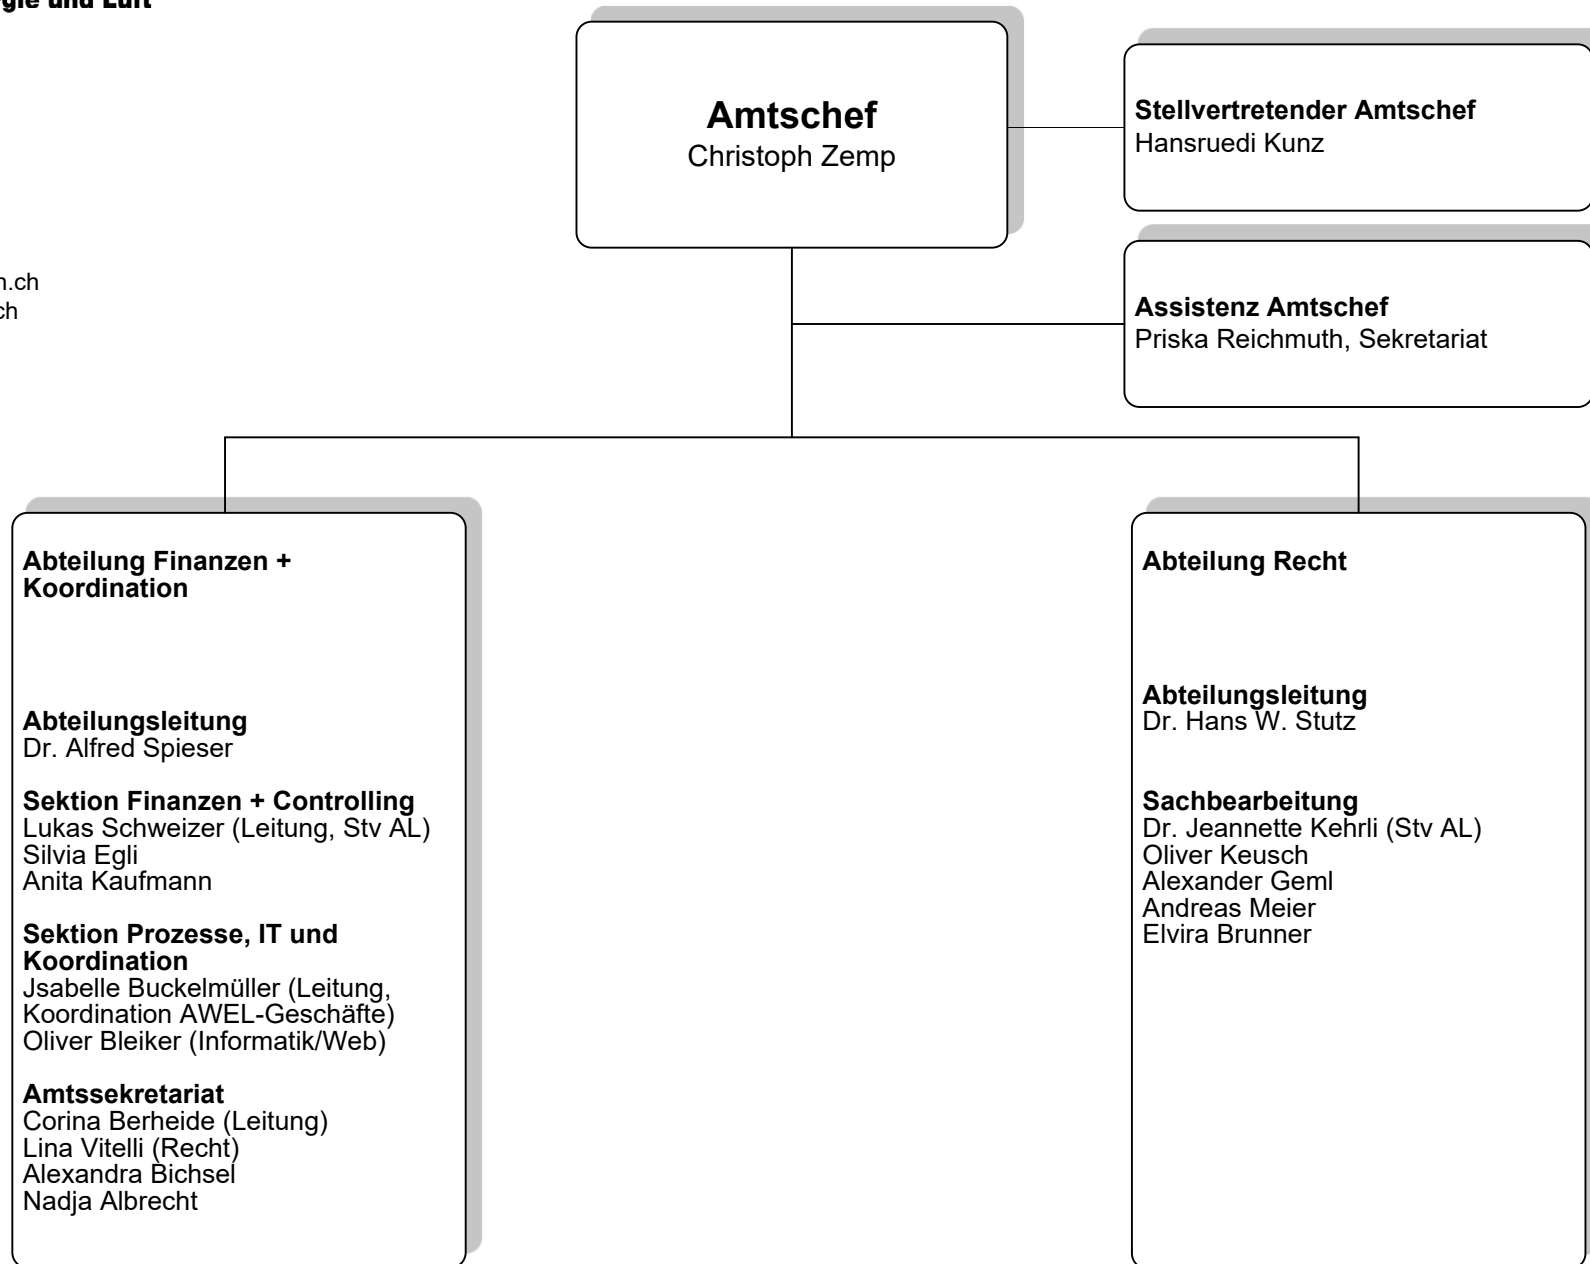 und Luft
Amtschef
Christoph Zemp
Stellvertretender Amtschef
Hansruedi Kunz
Assistenz Amtschef
Priska Reichmuth, Sekretariat
Abteilung Finanzen +
Koordination
Abteilungsleitung
Dr. Alfred Spieser
Sektion Finanzen + Controlling
Lukas Schweizer (Leitung, Stv AL)
Silvia Egli
Anita Kaufmann
Sektion Prozesse, IT und
Koordination
Jsabelle Buckelmüller (Leitung,
Koordination AWEL-Geschäfte)
Oliver Bleiker (Informatik/Web)
Amtssekretariat
Corina Berheide (Leitung)
Lina Vitelli (Recht)
Alexandra Bichsel
Nadja Albrecht
Abteilung Recht
Abteilungsleitung
Dr. Hans W. Stutz
Sachbearbeitung
Dr. Jeannette Kehrli (Stv AL)
Oliver Keusch
Alexander Geml
Andreas Meier
Elvira Brunner